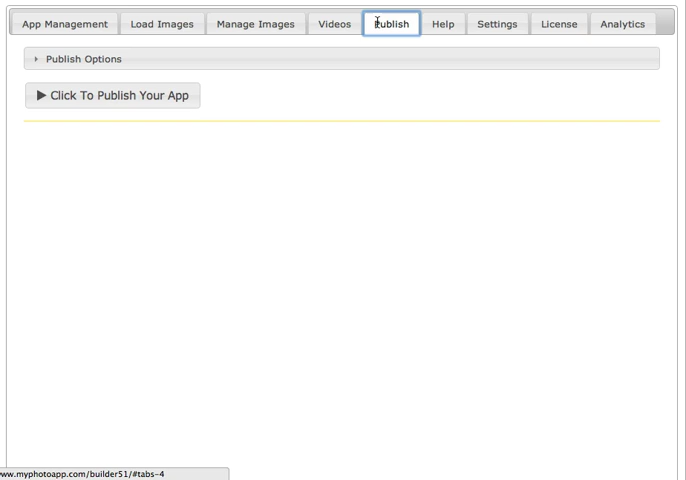 App Management Load Images Manage Images Videos Publish Help Settings License Analytics
Publish Options
Click To Publish Your App
www.myphotoapp.com/builder51/#tabs-4